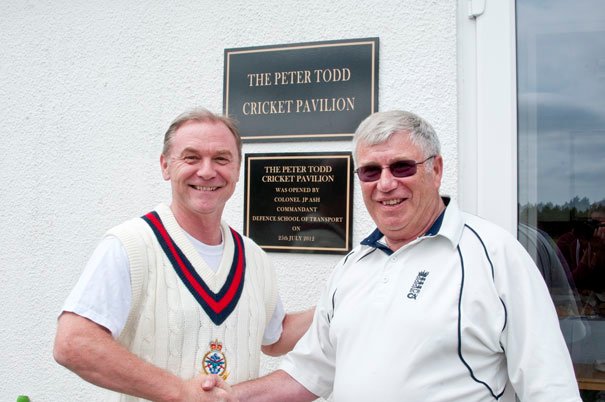 THE PETER TODD
CRICKET PAVILION
THE PETER TODD
CRICKET PAVILION
WAS OPENED BY
COLONEL JP ASH
COMMANDANT
DEFENCE SCHOOL OF TRANSPORT
ON
25th JULY 2012